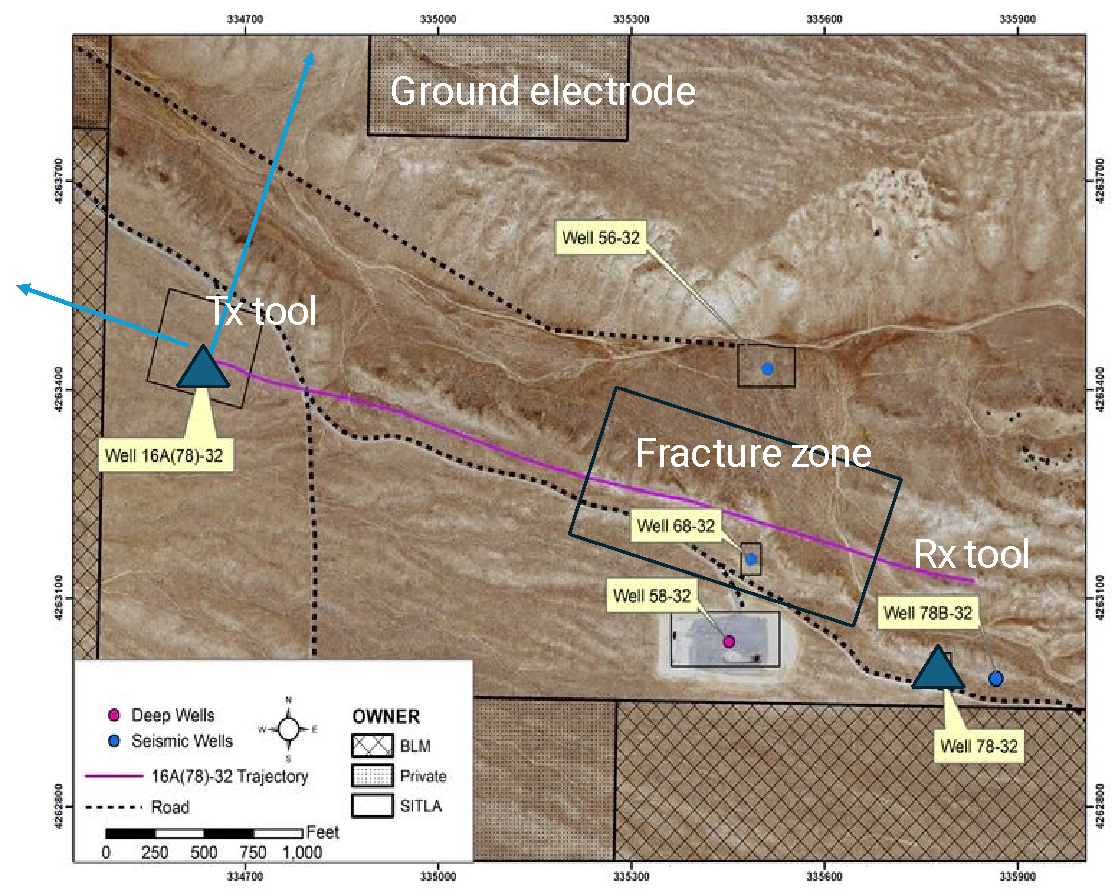 334700
335000
335300
335600
335900
Ground electrode
4263700
4263700
Well 56-32
Tx tool
4263400
4263400
Well 16A(78)-32
Fracture zone
Well 68-32
Rx tool
Well 58-32
4263100
4263100
Well 78B-32
Well 78-32
Deep Wells
Seismic Wells
N
W
E
S
OWNER
BLM
16A(78)-32 Trajectory
Private
Road
SITLA
Feet
0 250 500 750 1,000
4262800
4262800
334700
335000
335300
335600
335900